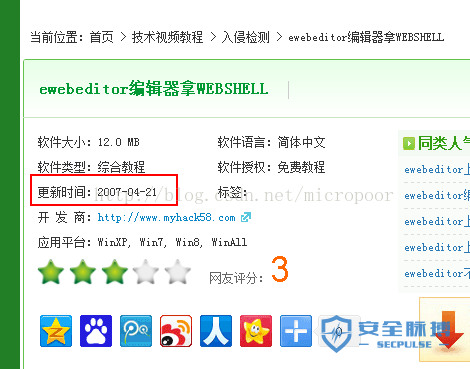 当前位置：首页 > 技术视频教程 > 入侵检测 > ewebeditor编辑器拿WEBSHELL
ewebeditor编辑器拿WEBSHELL
软件大小：12.0 MB 软件语言：简体中文
软件类型：综合教程 软件授权：免费教程
更新时间：2007-04-21 标签：
http://blog.csdn.net/micropoor
开 发 商：http://www.myhack58.com
应用平台：WinXP, Win7, Win8, WinAll
网友评分：3
同类人
ewebeditor上
ewebeditor编
ewebeditor上
ewebeditor上
ewebeditor不
安全脉搏
SECPULSE